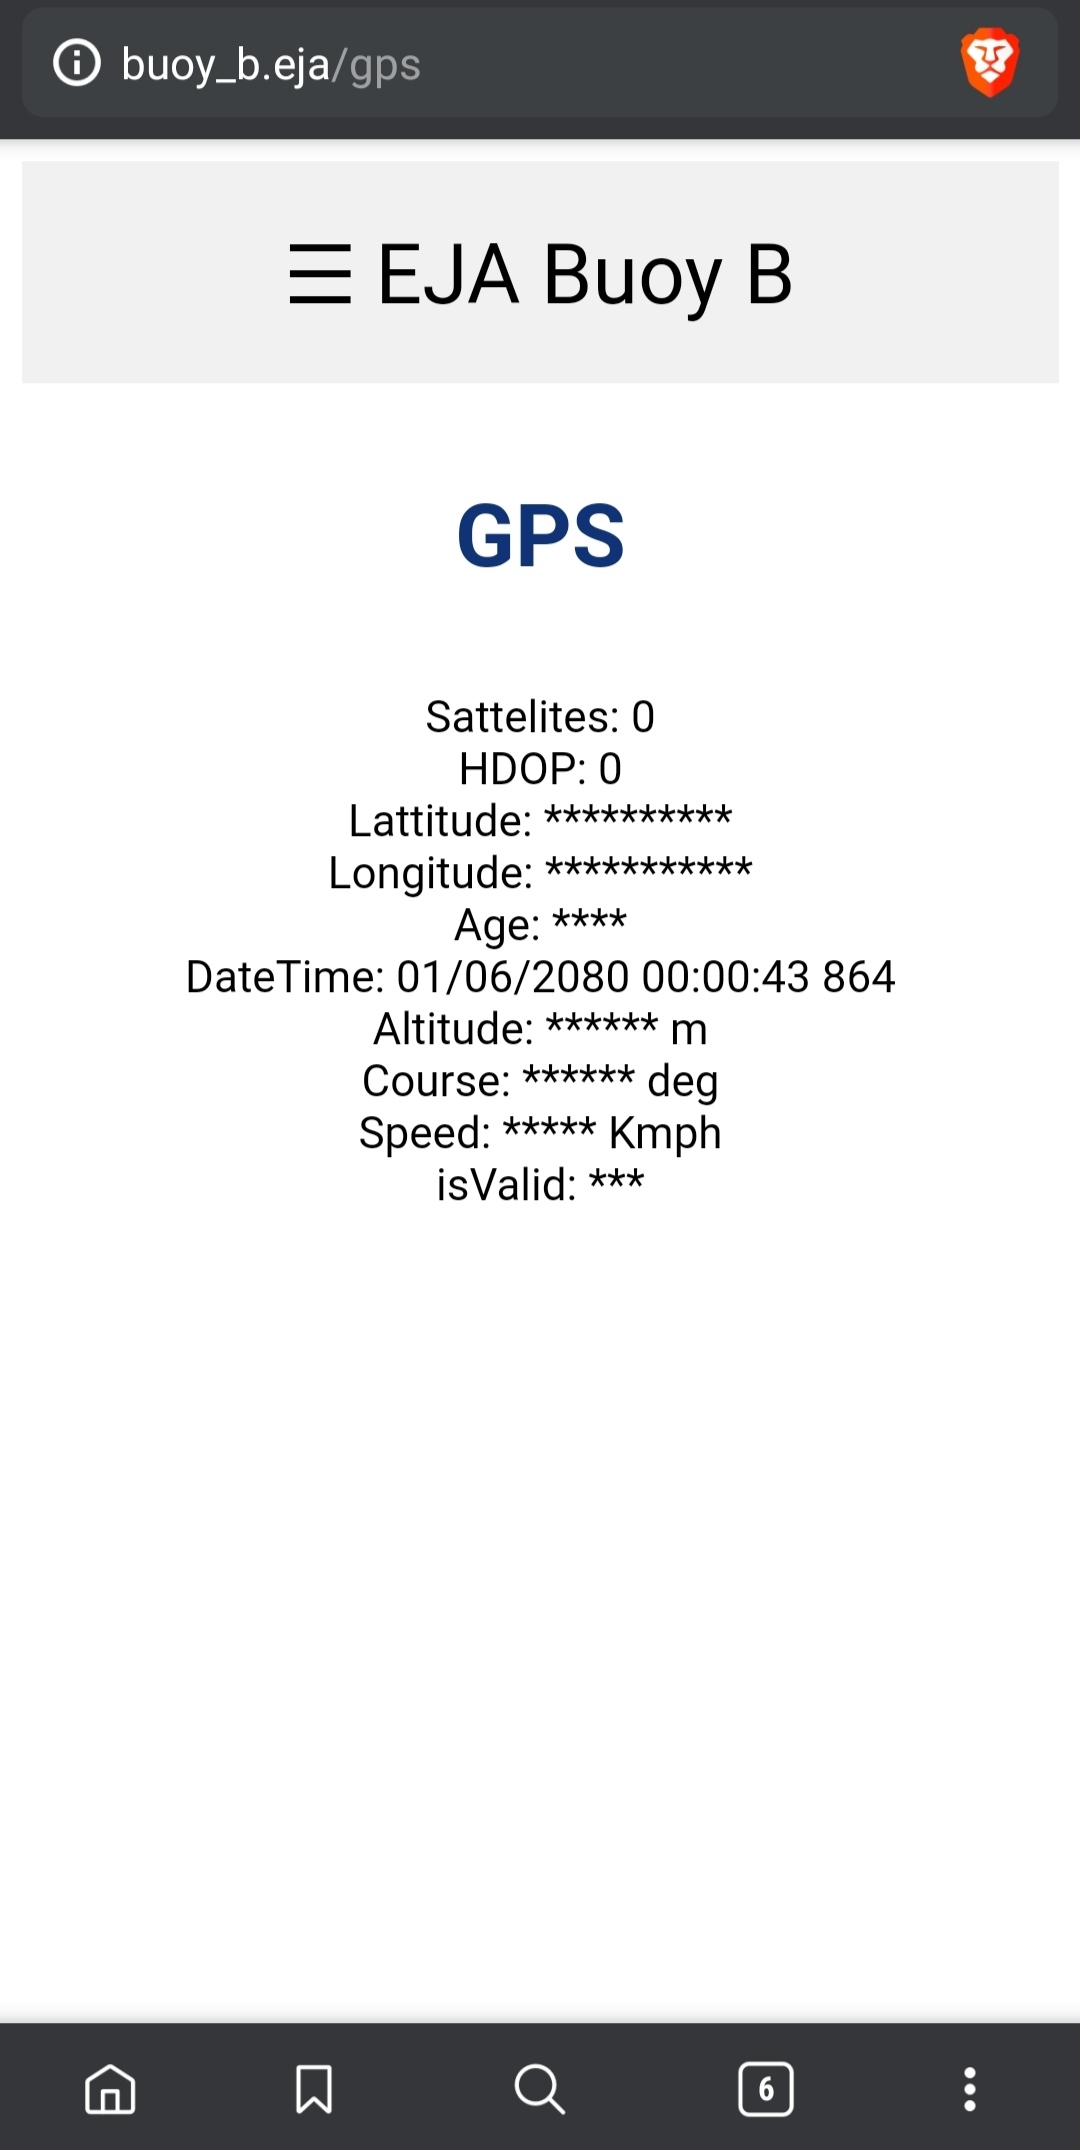 buoy_b.eja/gps
☰ EJA Buoy B
GPS
Sattelites: 0
HDOP: 0
Lattitude: **********
Longitude: ***********
Age: ****
DateTime: 01/06/2080 00:00:43 864
Altitude: ****** m
Course: ****** deg
Speed: ***** Kmph
isValid: ***
6